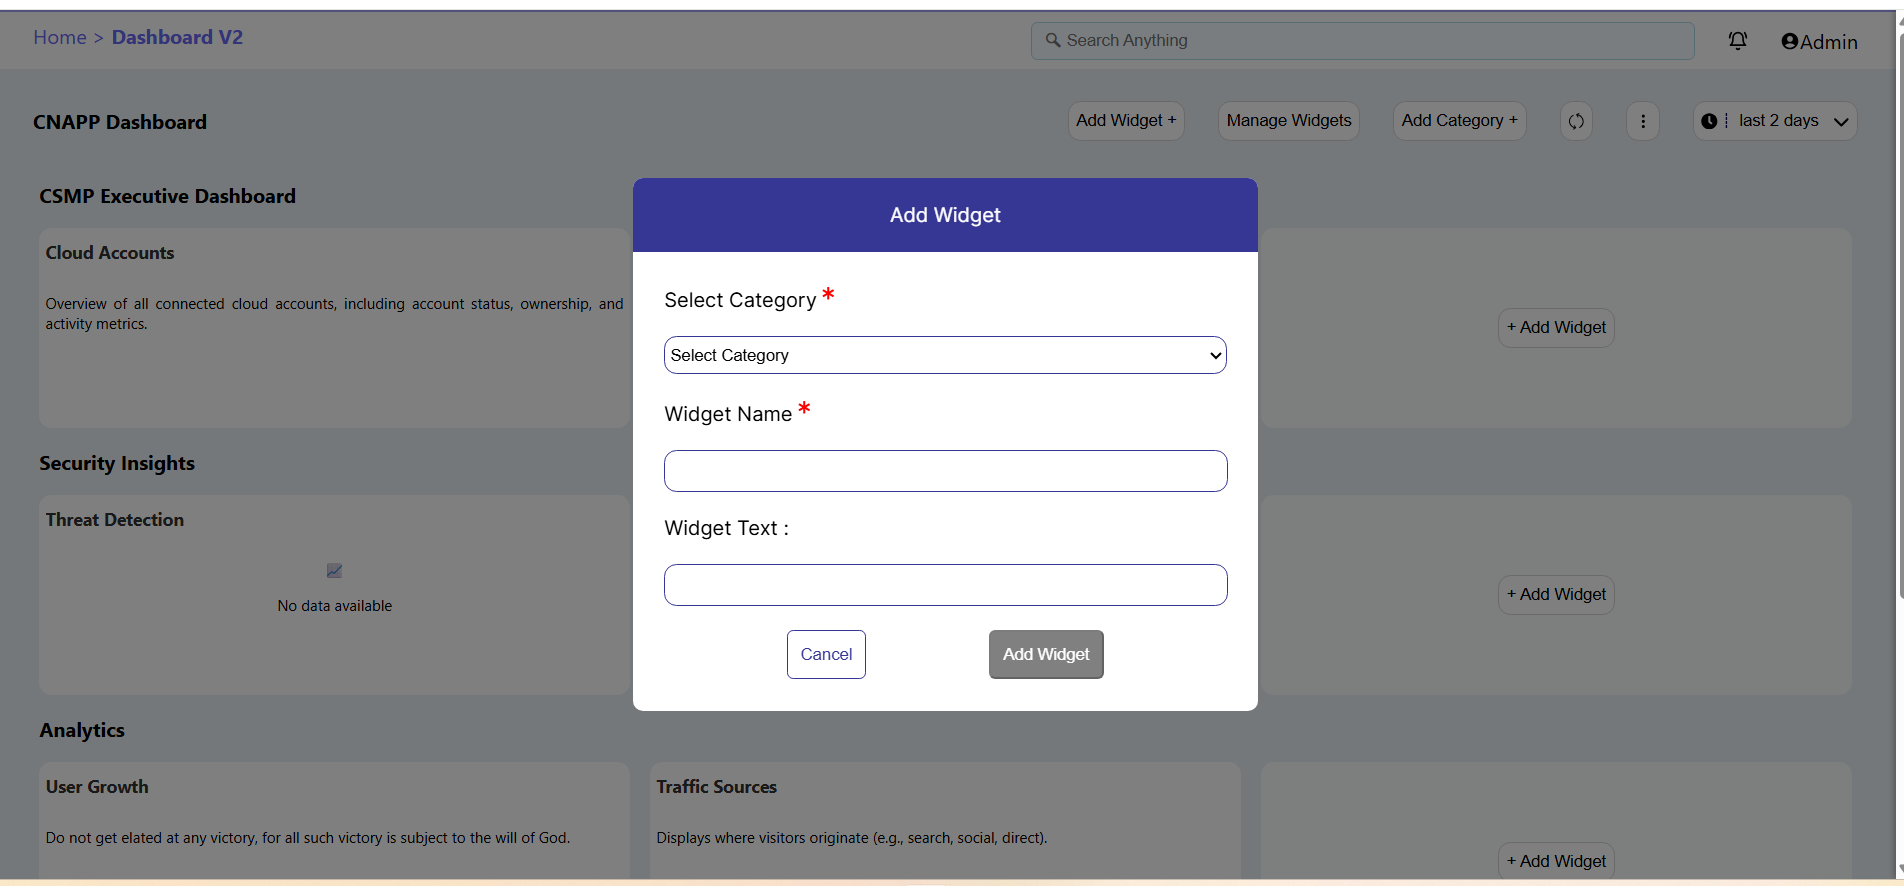 Home > Dashboard V2
Search Anything
Admin
CNAPP Dashboard
Add Widget +
Manage Widgets
Add Category +
last 2 days
CSMP Executive Dashboard
Cloud Accounts
Overview of all connected cloud accounts, including account status, ownership, and
activity metrics.
+ Add Widget
Security Insights
Threat Detection
No data available
+ Add Widget
Analytics
User Growth
Do not get elated at any victory, for all such victory is subject to the will of God.
Traffic Sources
Displays where visitors originate (e.g., search, social, direct).
+ Add Widget
Add Widget
Select Category *
Select Category
Widget Name *
Widget Text :
Cancel
Add Widget